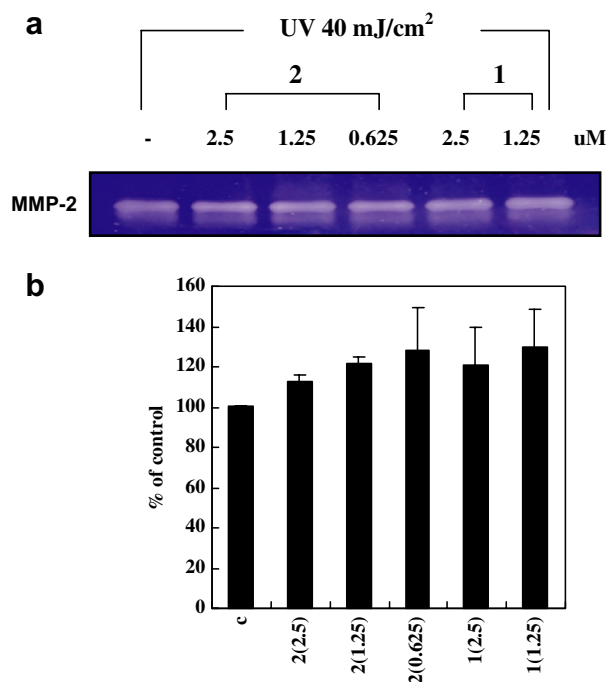 a
UV 40 mJ/cm²
2 1
- 2.5 1.25 0.625 2.5 1.25 uM
MMP-2
b
160
140
120
100
80
60
40
20
0
% of control
c 2(2.5) 2(1.25) 2(0.625) 1(2.5) 1(1.25)